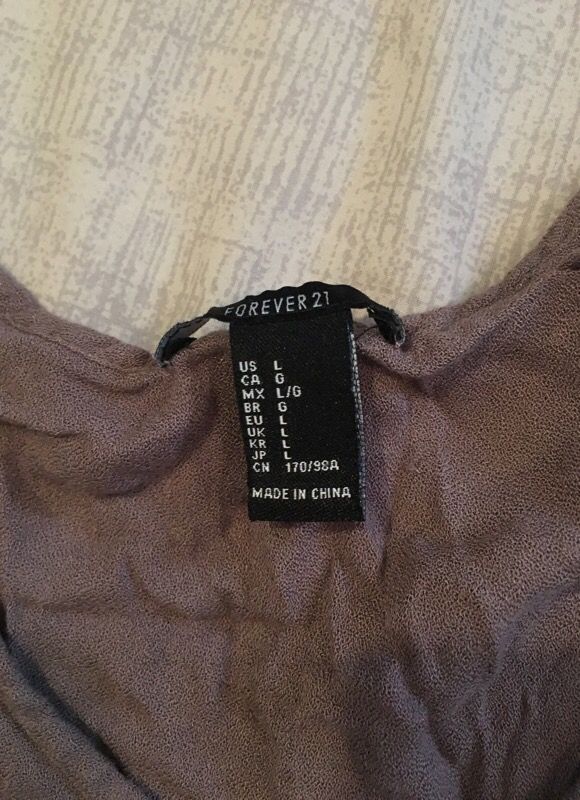 FOREVER 21
US L
CA G
MX L/G
BR G
EU L
UK L
KR L
JP L
CN 170/98A
MADE IN CHINA